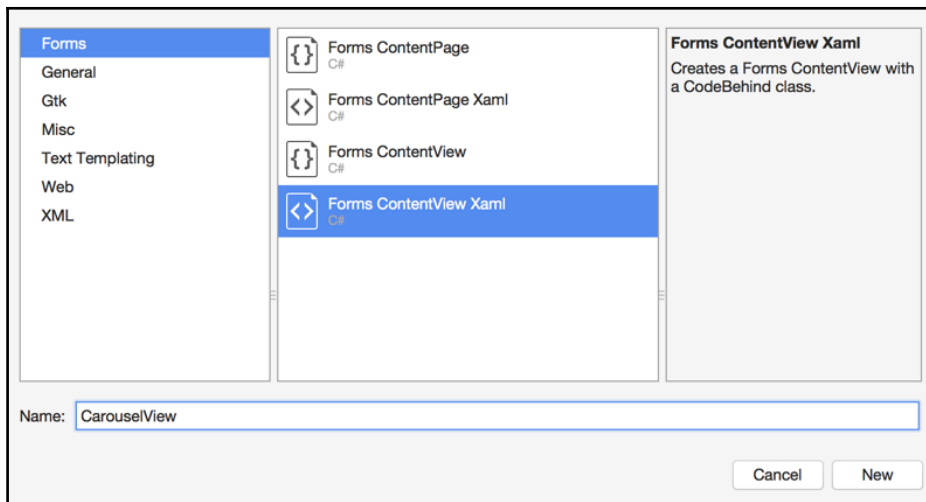 Forms
General
Gtk
Misc
Text Templating
Web
XML
Forms ContentPage
C#
Forms ContentPage Xaml
C#
Forms ContentView
C#
Forms ContentView Xaml
C#
Forms ContentView Xaml
Creates a Forms ContentView with
a CodeBehind class.
Name: CarouselView
Cancel New